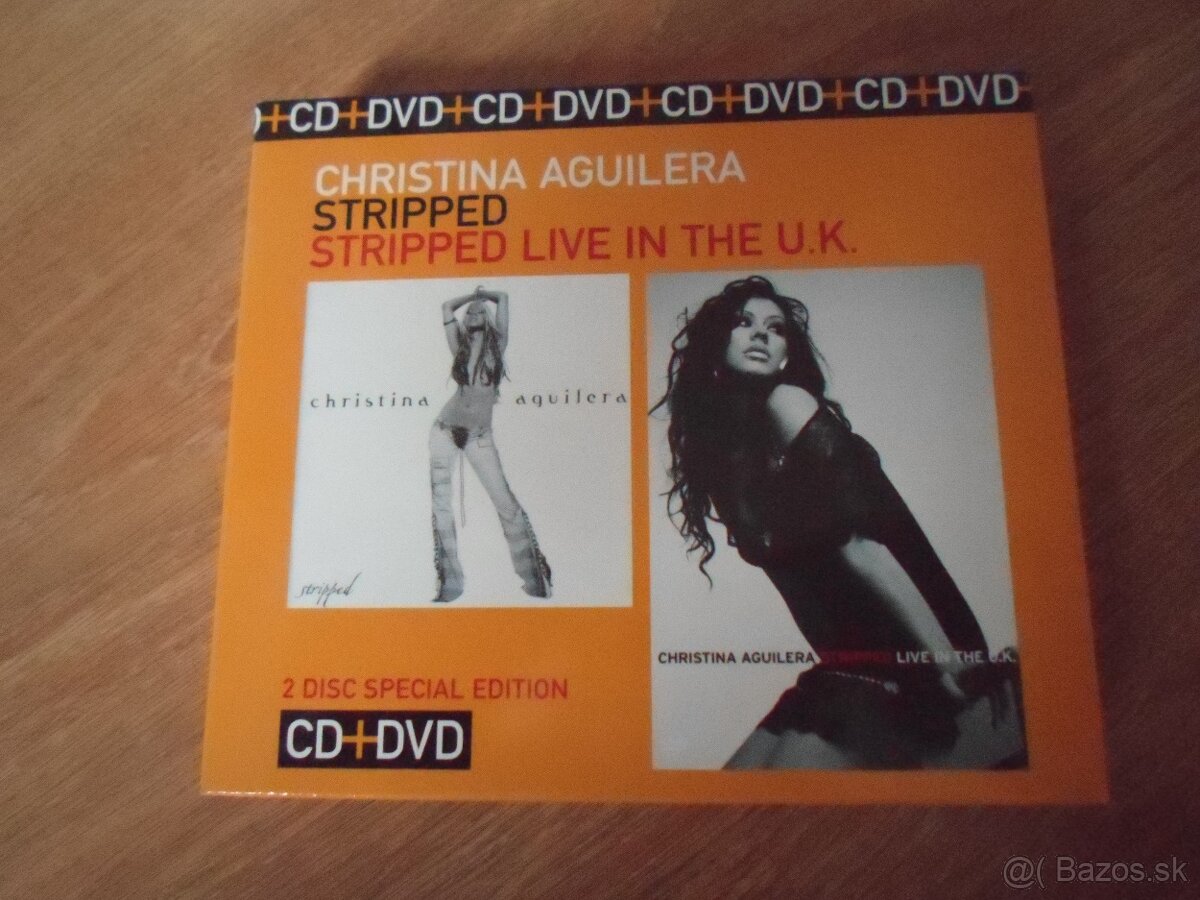 +CD+DVD+CD+DVD+CD+DVD+CD+DVD+
CHRISTINA AGUILERA
STRIPPED
STRIPPED LIVE IN THE U.K.
christina aguilera
stripped
CHRISTINA AGUILERA STRIPPED LIVE IN THE U.K.
2 DISC SPECIAL EDITION
CD+DVD
@( Bazos.sk